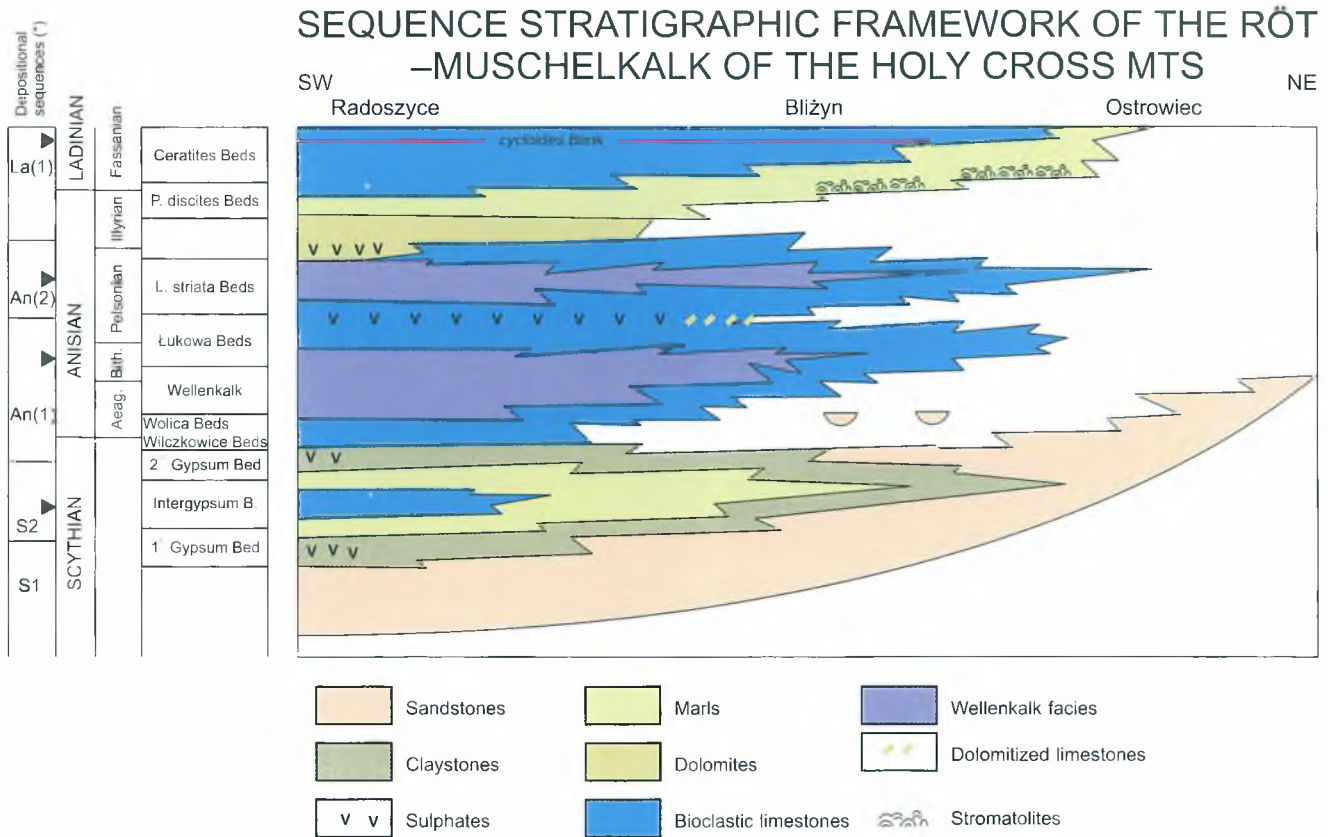 SEQUENCE STRATIGRAPHIC FRAMEWORK OF THE RÖT
–MUSCHELKALK OF THE HOLY CROSS MTS
SW
NE
Radoszyce
Bliżyn
Ostrowiec
Depositional
sequences (*)
La(1)
An(2)
An(1)
S2
S1
LADINIAN
ANISIAN
SCYTHIAN
Fassanian
Illyrian
Pelsonian
Bith.
Aeag.
Ceratites Beds
P. discites Beds
L. striata Beds
Łukowa Beds
Wellenkalk
Wolica Beds
Wilczkowice Beds
2 Gypsum Bed
Intergypsum B.
1 Gypsum Bed
cycloides Bank
v v v v
v v v v v v v v v
v v
v v v
Sandstones
Marls
Wellenkalk facies
Claystones
Dolomites
Dolomitized limestones
v v
Sulphates
Bioclastic limestones
Stromatolites